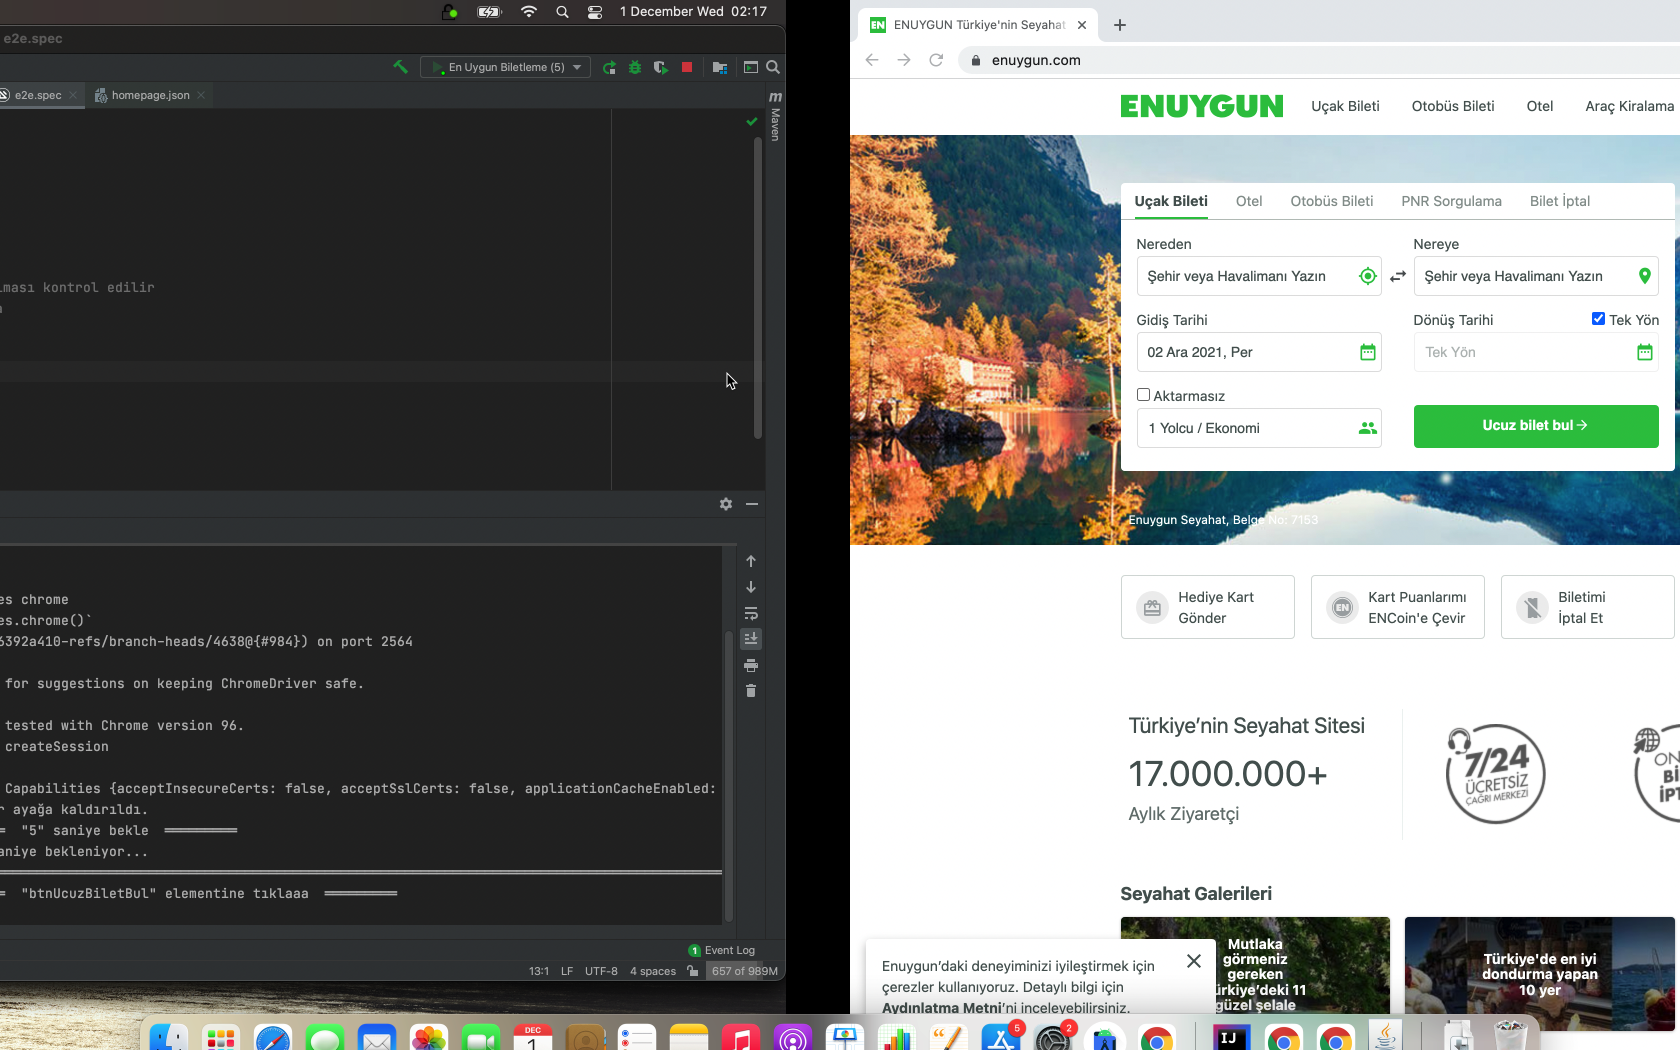 1 December Wed 02:17
e2e.spec
En Uygun Biletleme (5)
e2e.spec
homepage.json
m
Maven
ması kontrol edilir
es chrome
es.chrome()`
6392a410-refs/branch-heads/4638@{#984}) on port 2564
for suggestions on keeping ChromeDriver safe.
tested with Chrome version 96.
createSession
Capabilities {acceptInsecureCerts: false, acceptSslCerts: false, applicationCacheEnabled:
r ayağa kaldırıldı.
"5" saniye bekle
aniye bekleniyor...
"btnUcuzBiletBul" elementine tıklaaa
1 Event Log
13:1 LF UTF-8 4 spaces 657 of 989M
EN ENUYGUN Türkiye'nin Seyahat
enuygun.com
ENUYGUN Uçak Bileti Otobüs Bileti Otel Araç Kiralama
Uçak Bileti Otel Otobüs Bileti PNR Sorgulama Bilet İptal
Nereden Nereye
Şehir veya Havalimanı Yazın Şehir veya Havalimanı Yazın
Gidiş Tarihi Dönüş Tarihi Tek Yön
02 Ara 2021, Per Tek Yön
Aktarmasız
1 Yolcu / Ekonomi Ucuz bilet bul
Enuygun Seyahat, Belge No: 7153
Hediye Kart
Gönder
EN
Kart Puanlarımı
ENCoin'e Çevir
Biletimi
İptal Et
Türkiye’nin Seyahat Sitesi
17.000.000+
Aylık Ziyaretçi
7/24
ÜCRETSİZ
ÇAĞRI MERKEZİ
ON
Bİ
İPT
Seyahat Galerileri
Mutlaka
görmeniz
gereken
ürkiye'deki 11
güzel şelale
Türkiye'de en iyi
dondurma yapan
10 yer
Enuygun’daki deneyiminizi iyileştirmek için
çerezler kullanıyoruz. Detaylı bilgi için
Aydınlatma Metni’ni inceleyebilirsiniz.
DEC
1
5
2
IJ